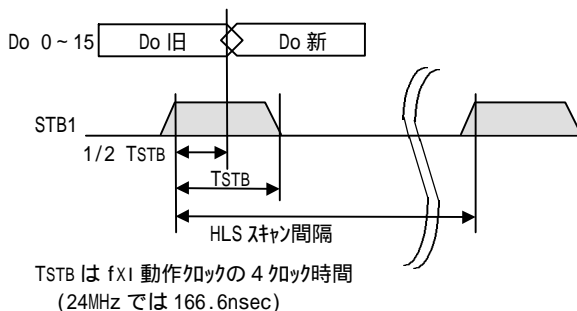 Do 0~15
Do 旧
Do 新
STB1
1/2 TSTB
TSTB
HLS スキャン間隔
TSTB は fXI 動作クロックの 4 クロック時間
(24MHz では 166.6nsec)